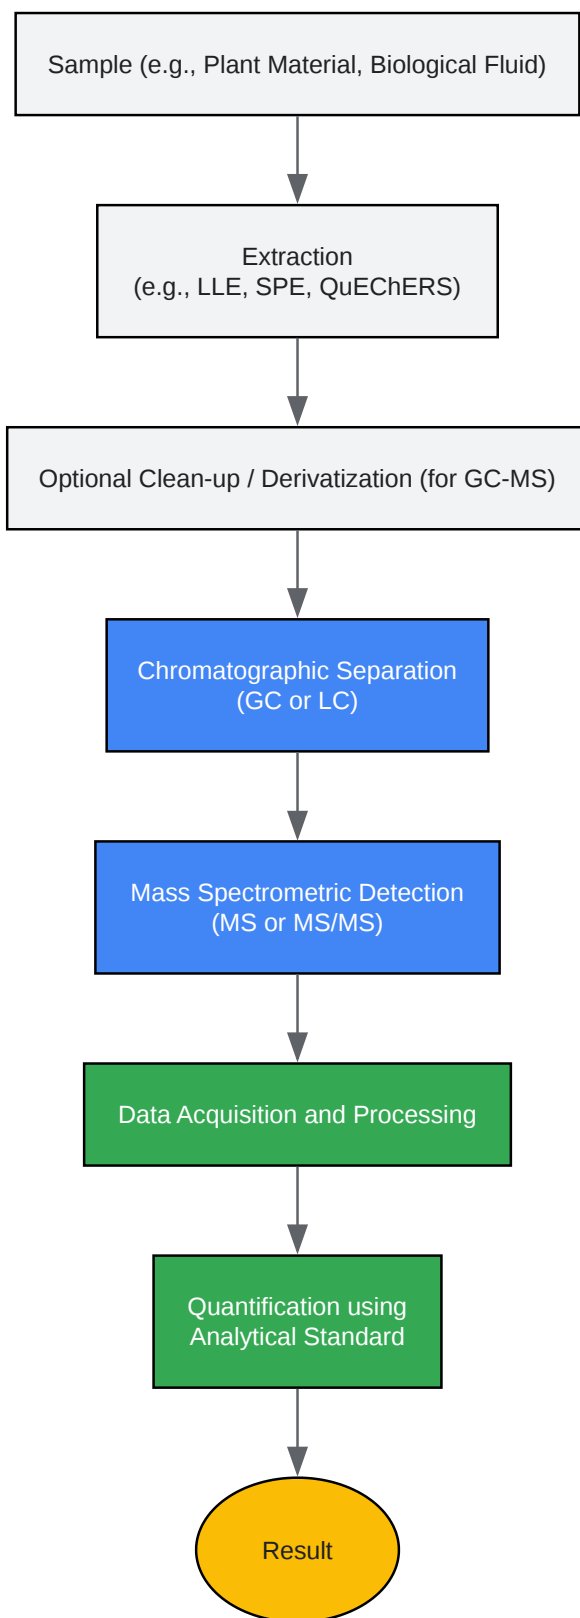 Sample (e.g., Plant Material, Biological Fluid)
Extraction
(e.g., LLE, SPE, QuEChERS)
Optional Clean-up / Derivatization (for GC-MS)
Chromatographic Separation
(GC or LC)
Mass Spectrometric Detection
(MS or MS/MS)
Data Acquisition and Processing
Quantification using
Analytical Standard
Result